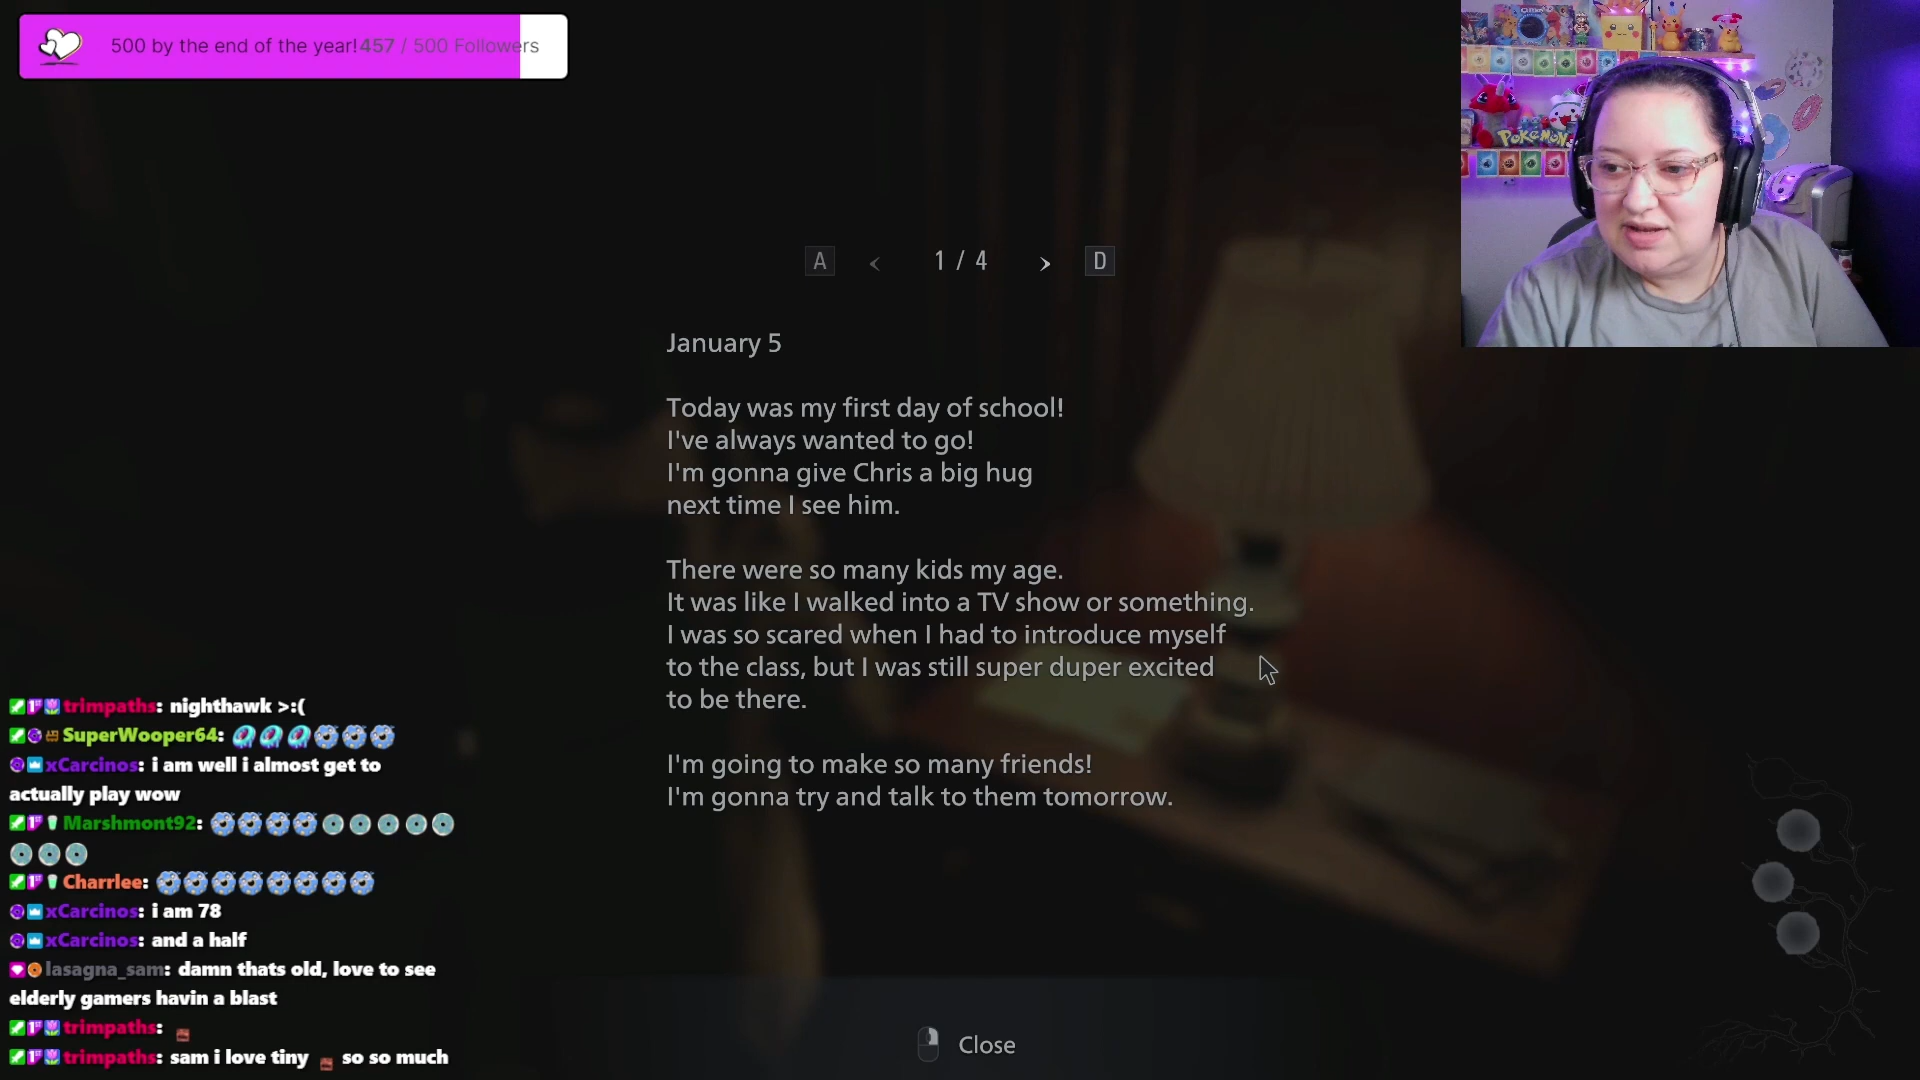 500 by the end of the year! 457 / 500 Followers
POKéMON
A < 1 / 4 > D
January 5
Today was my first day of school!
I've always wanted to go!
I'm gonna give Chris a big hug
next time I see him.
There were so many kids my age.
It was like I walked into a TV show or something.
I was so scared when I had to introduce myself
to the class, but I was still super duper excited
to be there.
I'm going to make so many friends!
I'm gonna try and talk to them tomorrow.
trimpaths: nighthawk >:(
SuperWooper64:
xCarcinos: i am well i almost get to
actually play wow
Marshmont92:
Charrlee:
xCarcinos: i am 78
xCarcinos: and a half
lasagna_sam: damn thats old, love to see
elderly gamers havin a blast
trimpaths:
trimpaths: sam i love tiny so so much
Close